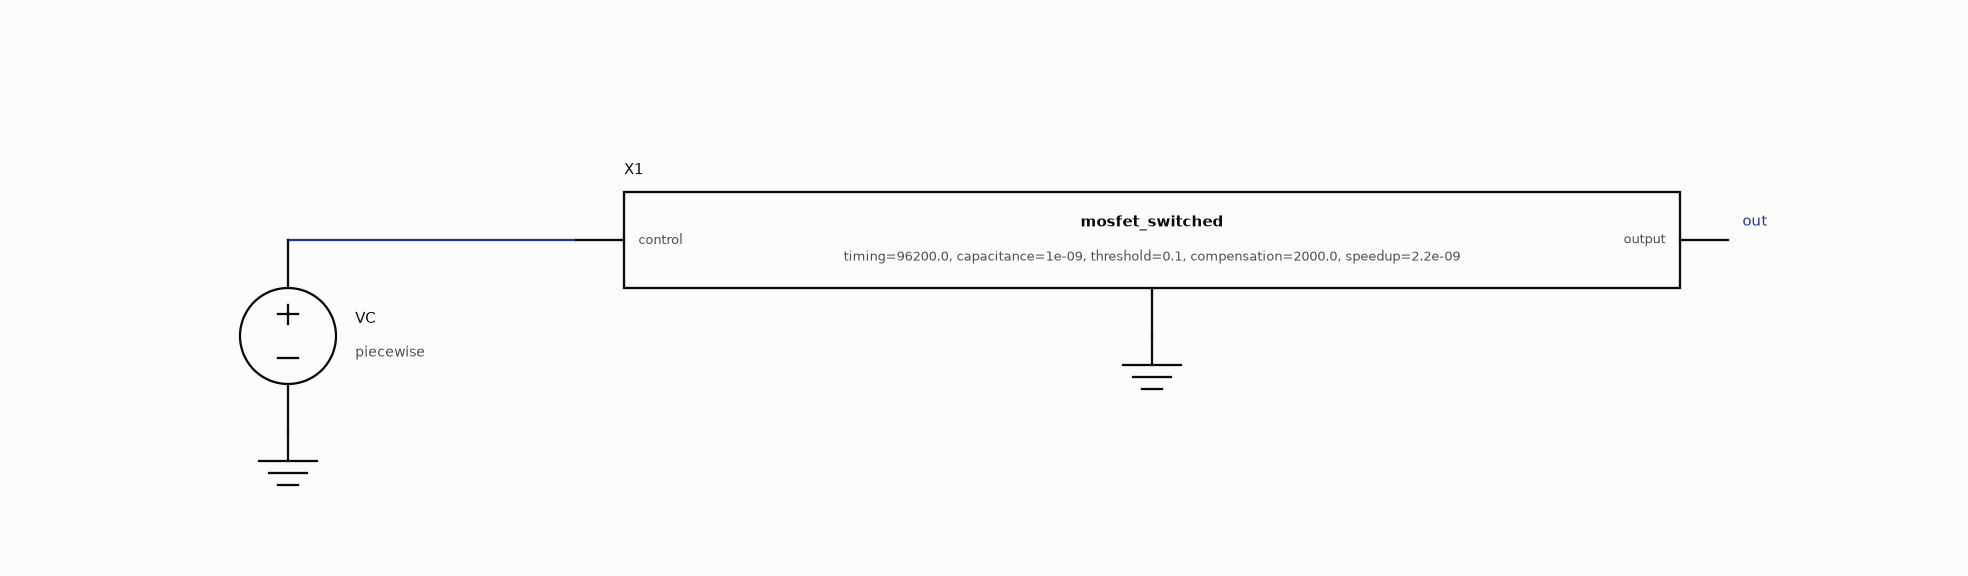 X1
mosfet_switched
control
output
out
timing=96200.0, capacitance=1e-09, threshold=0.1, compensation=2000.0, speedup=2.2e-09
VC
piecewise